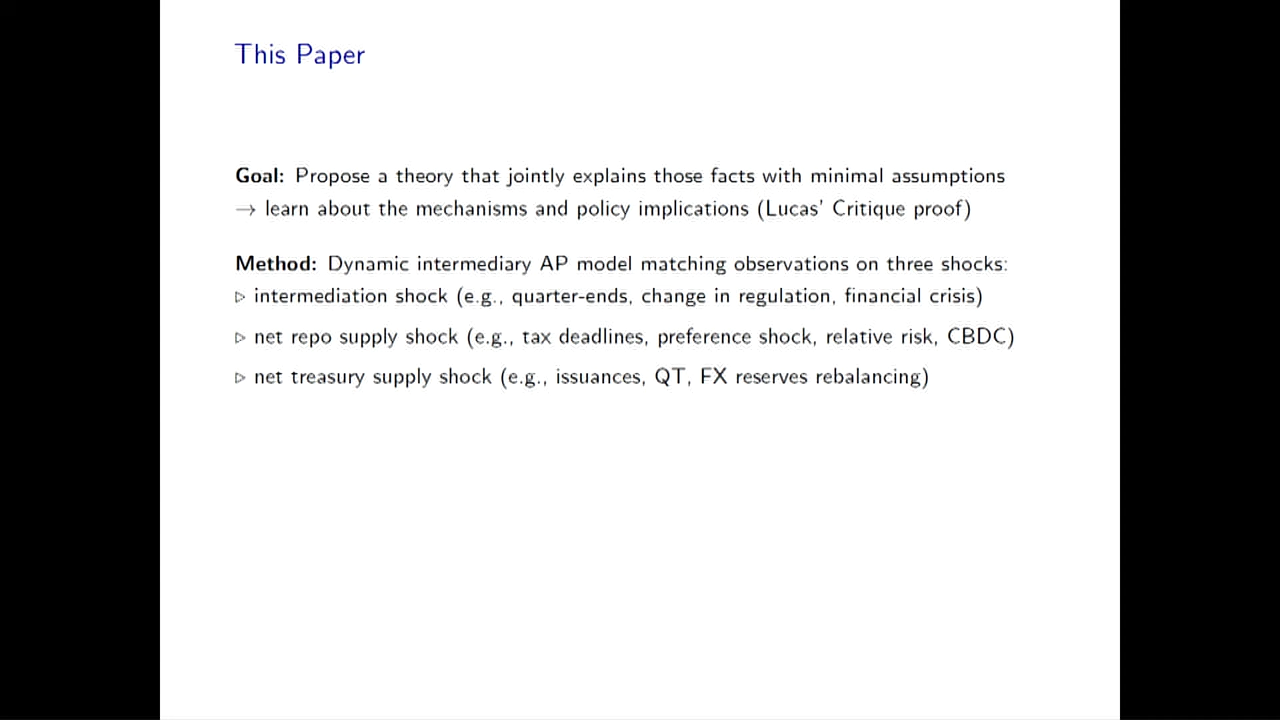 This Paper
Goal: Propose a theory that jointly explains those facts with minimal assumptions
→ learn about the mechanisms and policy implications (Lucas' Critique proof)
Method: Dynamic intermediary AP model matching observations on three shocks:
▷ intermediation shock (e.g., quarter-ends, change in regulation, financial crisis)
▷ net repo supply shock (e.g., tax deadlines, preference shock, relative risk, CBDC)
▷ net treasury supply shock (e.g., issuances, QT, FX reserves rebalancing)